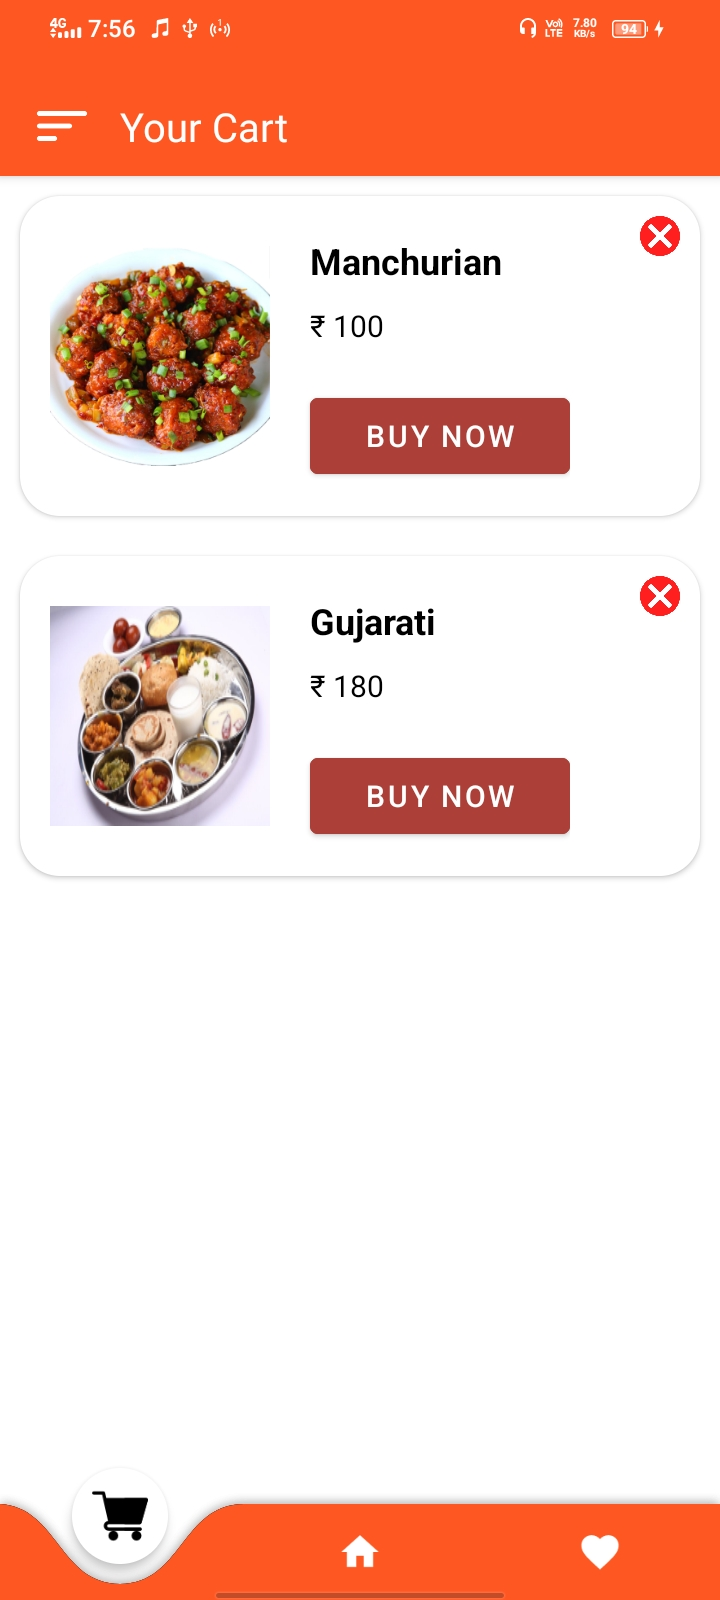 4G 7:56 1 Vo)) LTE 7.80 KB/s 94
Your Cart
Manchurian
₹ 100
BUY NOW
Gujarati
₹ 180
BUY NOW